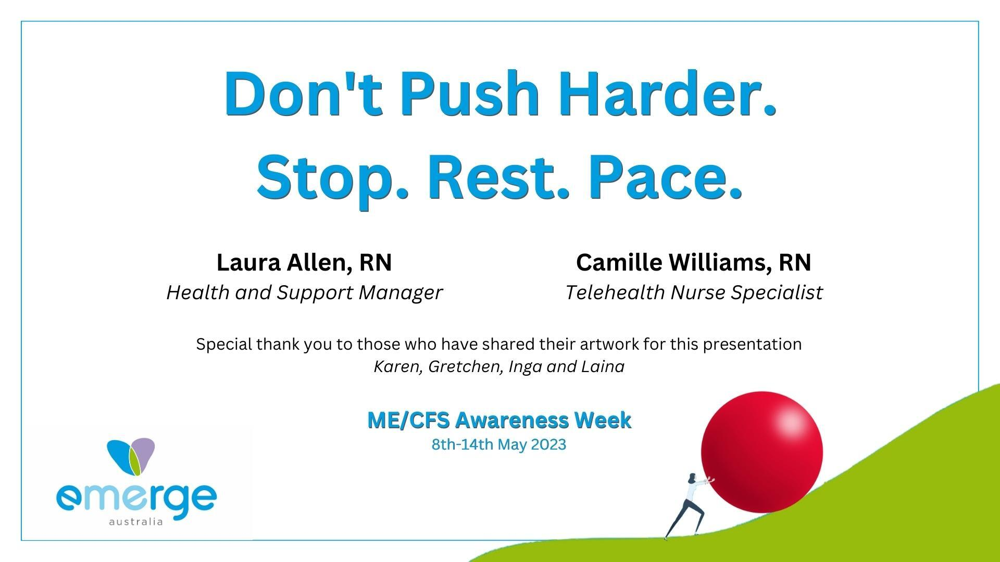 Don't Push Harder.
Stop. Rest. Pace.
Laura Allen, RN
Health and Support Manager
Camille Williams, RN
Telehealth Nurse Specialist
Special thank you to those who have shared their artwork for this presentation
Karen, Gretchen, Inga and Laina
ME/CFS Awareness Week
8th-14th May 2023
emerge
australia